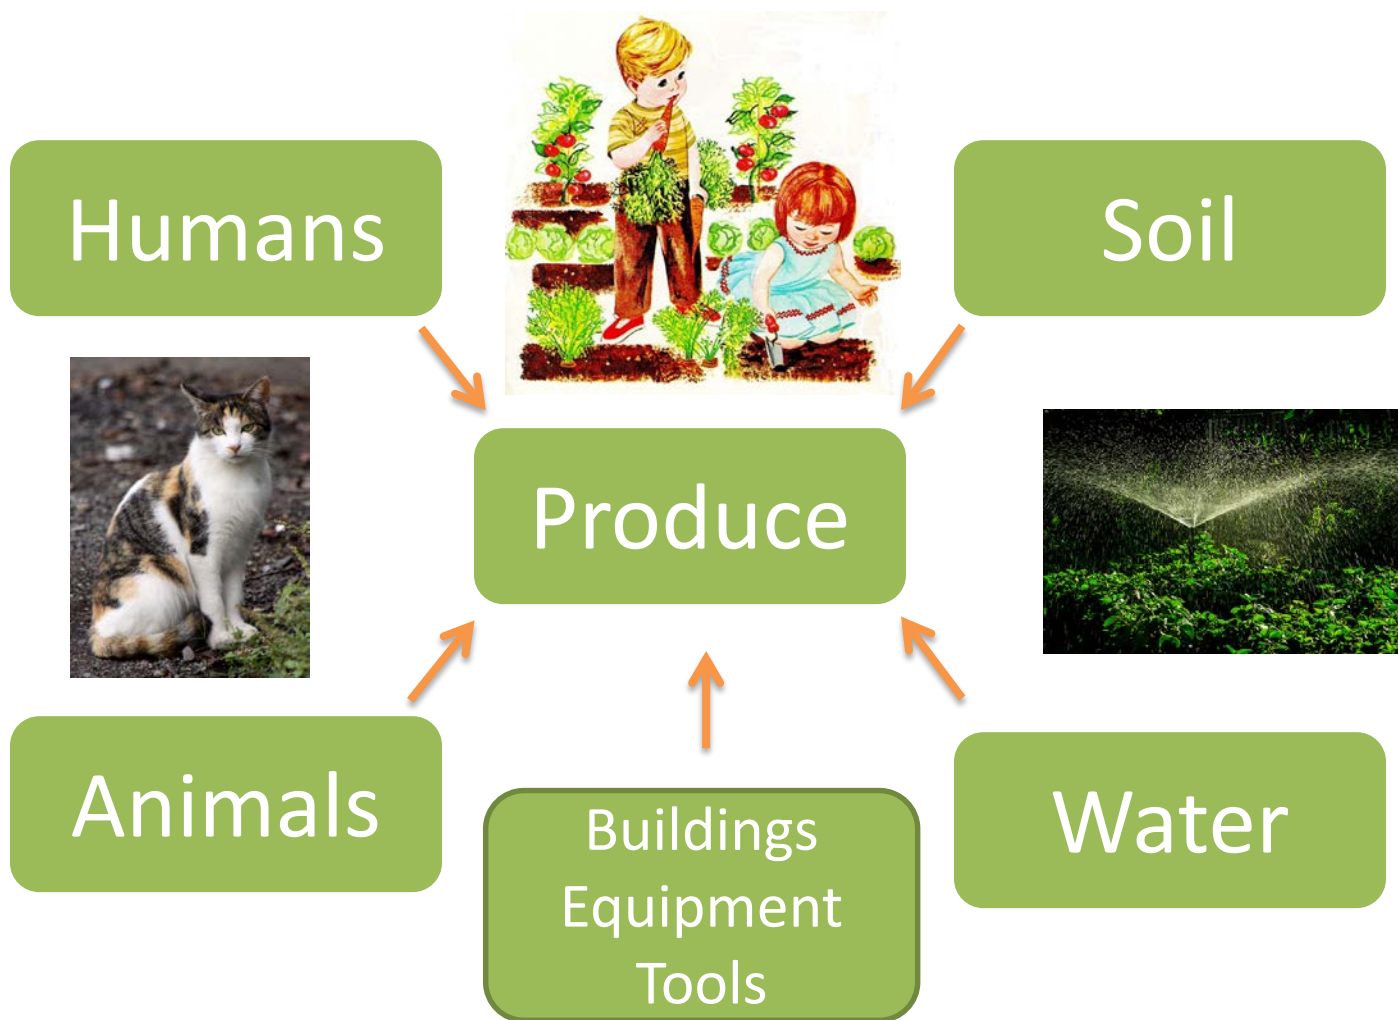 Humans
Soil
Produce
Animals
Water
Buildings
Equipment
Tools